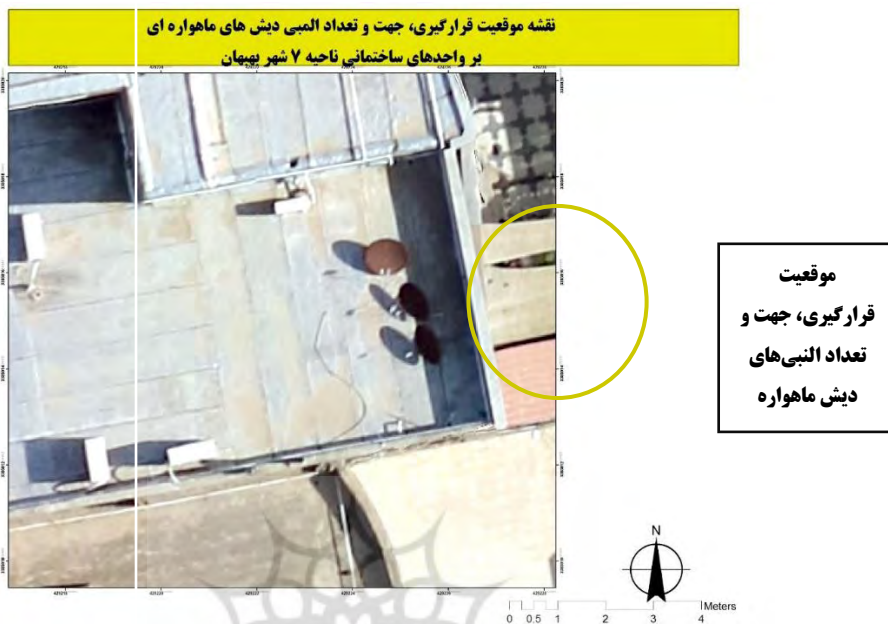 نقشه موقعیت قرارگیری، جهت و تعداد المبی دیش های ماهواره ای
بر واحدهای ساختمانی ناحیه ۷ شهر بهبهان
موقعیت
قرارگیری، جهت و
تعداد النبی‌های
دیش ماهواره
N
Meters
0 0.5 1 2 3 4